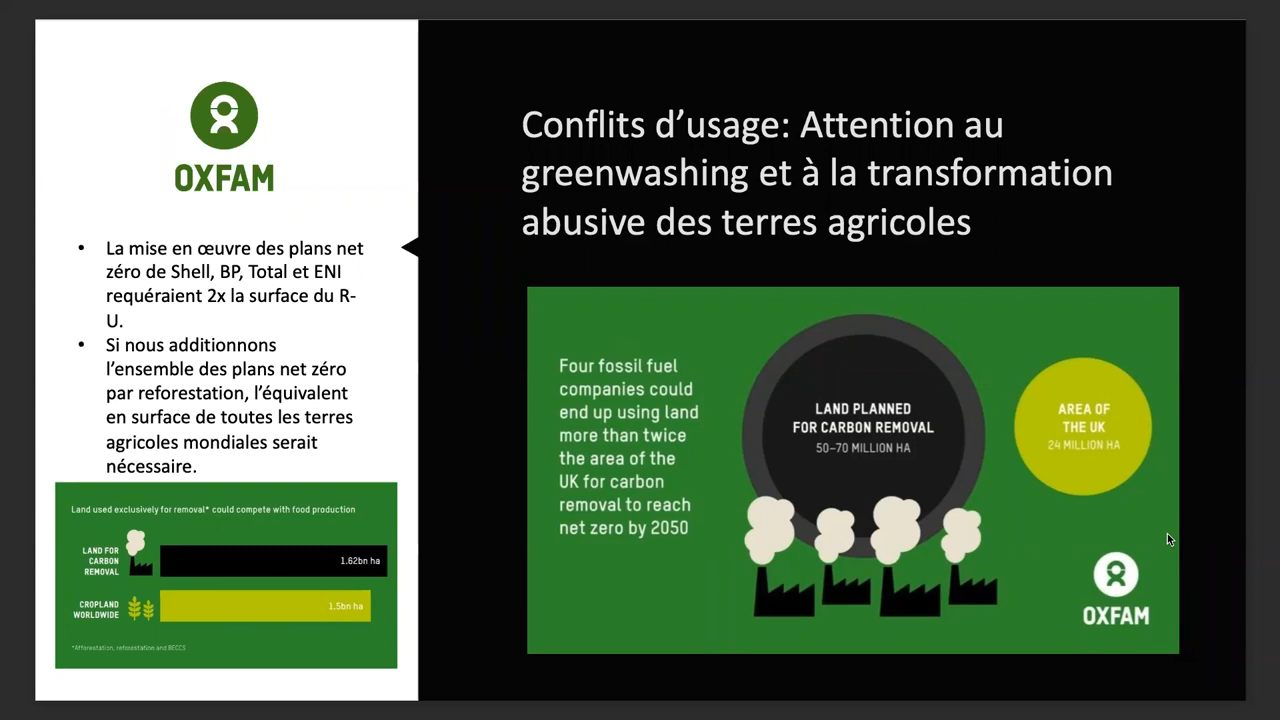 OXFAM
• La mise en œuvre des plans net
zéro de Shell, BP, Total et ENI
requéraient 2x la surface du R-
U.
• Si nous additionnons
l’ensemble des plans net zéro
par reforestation, l’équivalent
en surface de toutes les terres
agricoles mondiales serait
nécessaire.
Land used exclusively for removal* could compete with food production
LAND FOR
CARBON
REMOVAL
1.62bn ha
CROPLAND
WORLDWIDE
1.5bn ha
*Afforestation, reforestation and BECCS
Conflits d’usage: Attention au
greenwashing et à la transformation
abusive des terres agricoles
Four fossil fuel
companies could
end up using land
more than twice
the area of the
UK for carbon
removal to reach
net zero by 2050
LAND PLANNED
FOR CARBON REMOVAL
50–70 MILLION HA
AREA OF
THE UK
24 MILLION HA
OXFAM